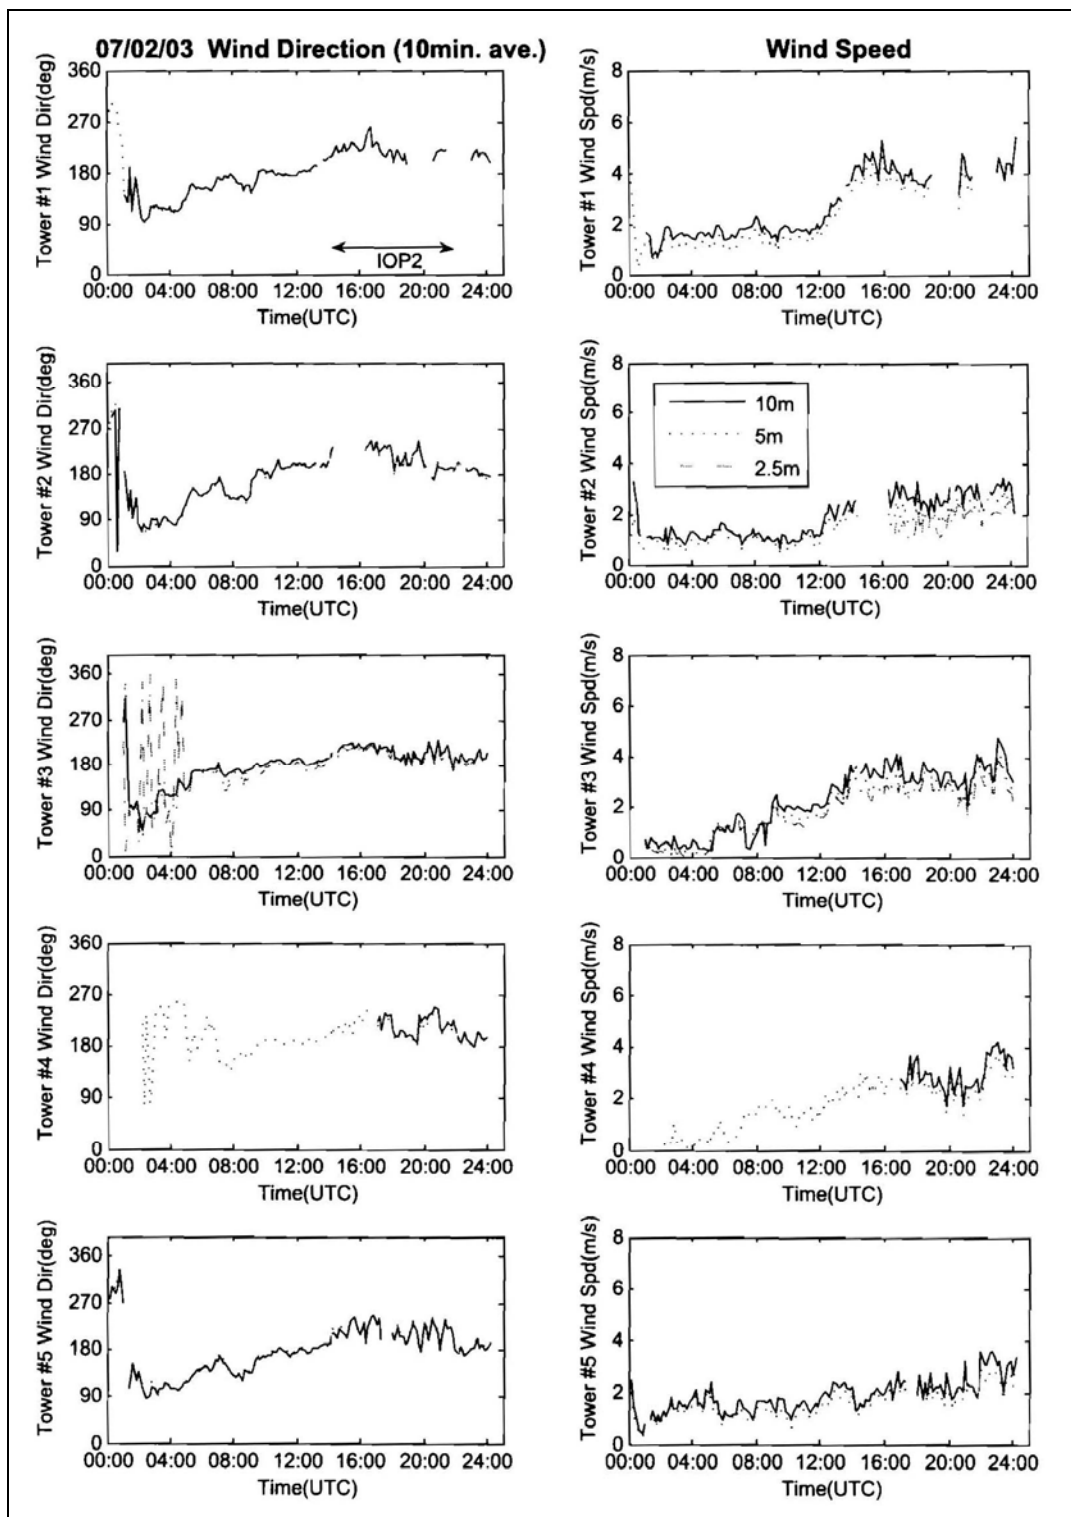 07/02/03 Wind Direction (10min. ave.)
Wind Speed
Tower #1 Wind Dir(deg)
360
270
180
90
0
IOP2
00:00 04:00 08:00 12:00 16:00 20:00 24:00
Time(UTC)
Tower #1 Wind Spd(m/s)
8
6
4
2
0
00:00 04:00 08:00 12:00 16:00 20:00 24:00
Time(UTC)
Tower #2 Wind Dir(deg)
360
270
180
90
0
00:00 04:00 08:00 12:00 16:00 20:00 24:00
Time(UTC)
Tower #2 Wind Spd(m/s)
8
6
4
2
0
10m
5m
2.5m
00:00 04:00 08:00 12:00 16:00 20:00 24:00
Time(UTC)
Tower #3 Wind Dir(deg)
360
270
180
90
0
00:00 04:00 08:00 12:00 16:00 20:00 24:00
Time(UTC)
Tower #3 Wind Spd(m/s)
8
6
4
2
0
00:00 04:00 08:00 12:00 16:00 20:00 24:00
Time(UTC)
Tower #4 Wind Dir(deg)
360
270
180
90
0
00:00 04:00 08:00 12:00 16:00 20:00 24:00
Time(UTC)
Tower #4 Wind Spd(m/s)
8
6
4
2
0
00:00 04:00 08:00 12:00 16:00 20:00 24:00
Time(UTC)
Tower #5 Wind Dir(deg)
360
270
180
90
0
00:00 04:00 08:00 12:00 16:00 20:00 24:00
Time(UTC)
Tower #5 Wind Spd(m/s)
8
6
4
2
0
00:00 04:00 08:00 12:00 16:00 20:00 24:00
Time(UTC)